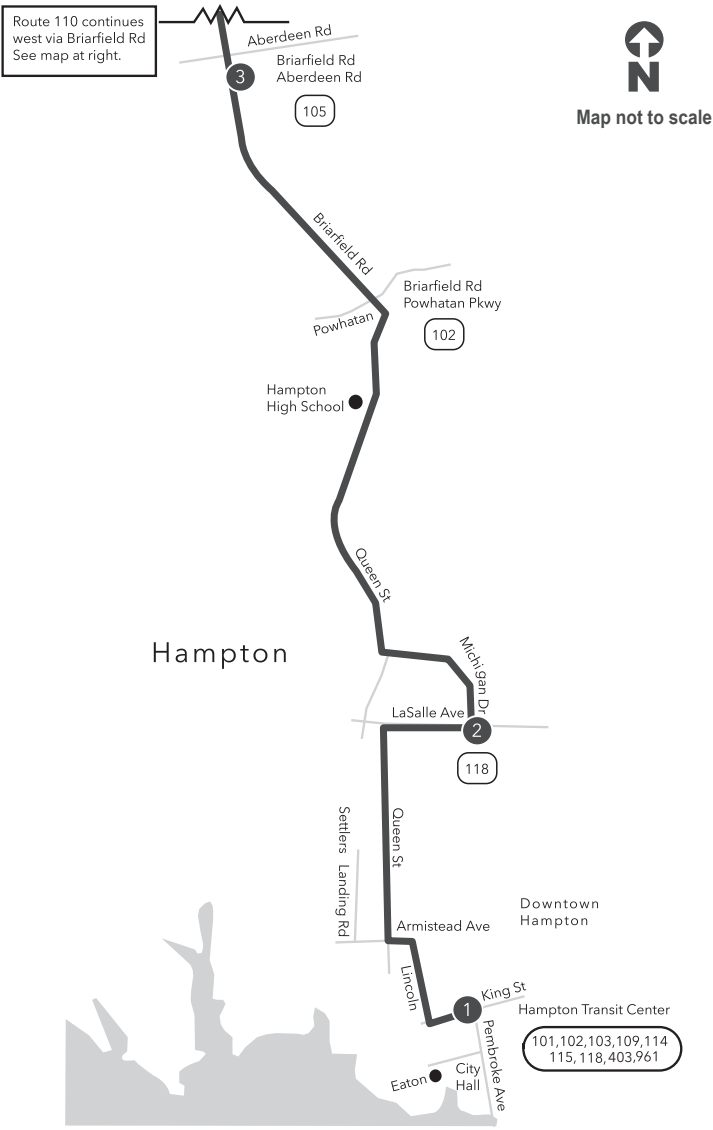 Route 110 continues
west via Briarfield Rd
See map at right.
Aberdeen Rd
3
Briarfield Rd
Aberdeen Rd
105
N
Map not to scale
Briarfield Rd
Briarfield Rd
Powhatan Pkwy
Powhatan
102
Hampton
High School
Queen St
Hampton
Michigan Dr
LaSalle Ave
2
118
Queen St
Settlers Landing Rd
Armistead Ave
Downtown
Hampton
Lincoln
1
King St
Hampton Transit Center
101,102,103,109,114
115,118,403,961
Pembroke Ave
City
Hall
Eaton